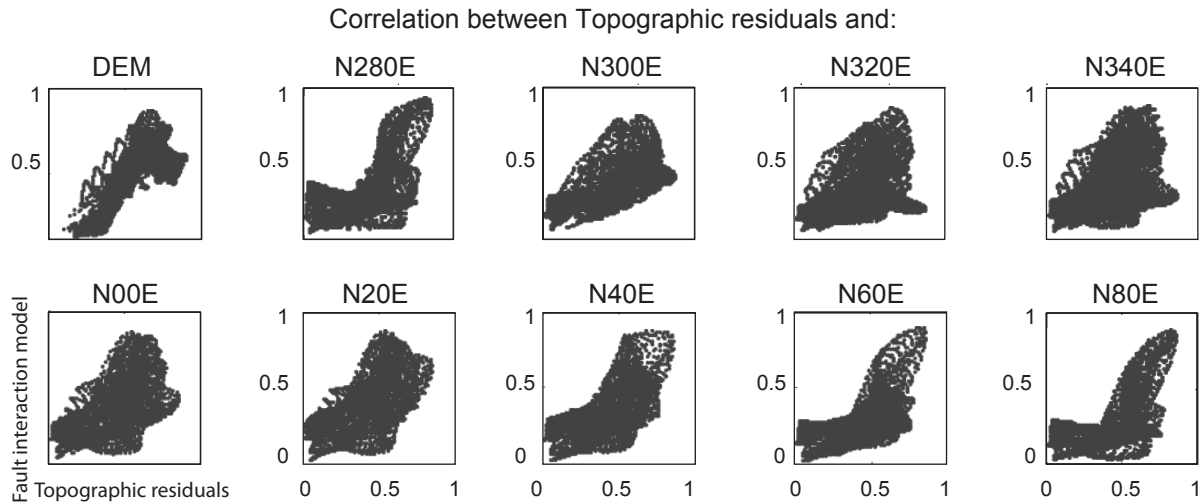 Correlation between Topographic residuals and:
DEM N280E N300E N320E N340E
1 1 1 1 1
0.5 0.5 0.5 0.5 0.5
N00E N20E N40E N60E N80E
1 1 1 1
0.5 0.5 0.5 0.5
0 0 0 0
Fault interaction model
Topographic residuals
0 0.5 1 0 0.5 1 0 0.5 1 0 0.5 1